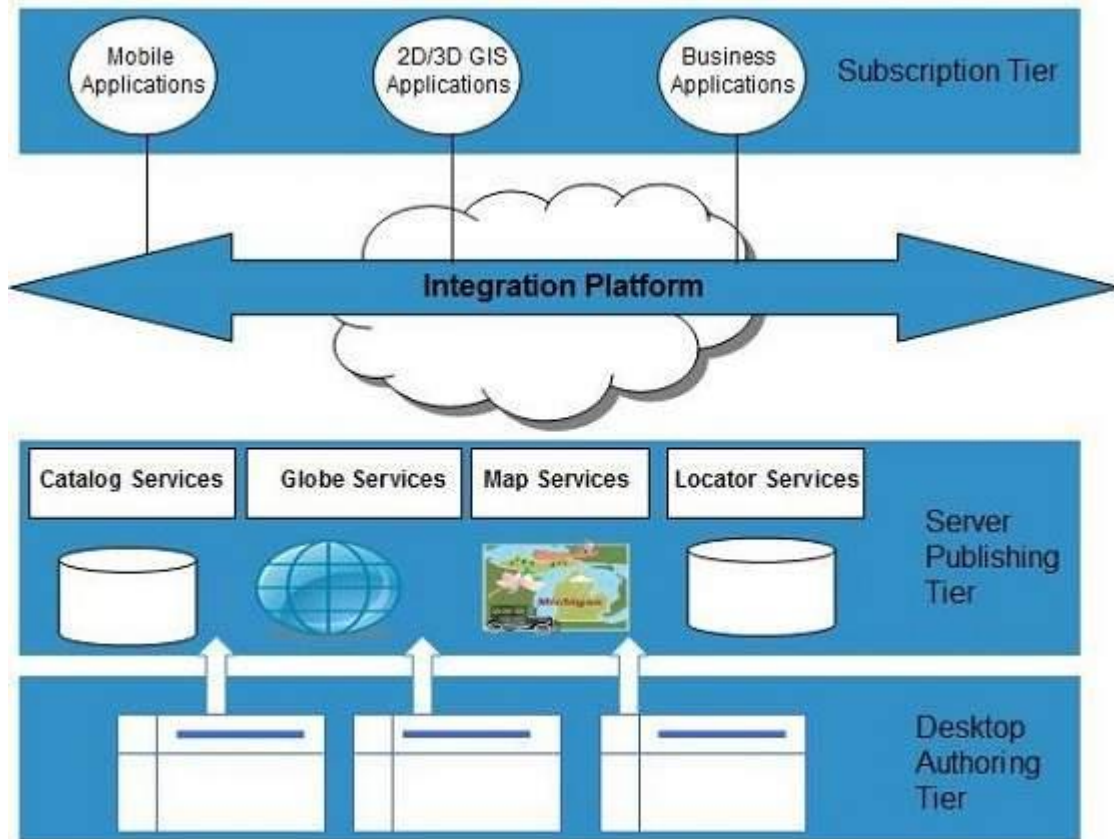 Mobile
Applications
2D/3D GIS
Applications
Business
Applications
Subscription Tier
Integration Platform
Catalog Services
Globe Services
Map Services
Locator Services
Server
Publishing
Tier
Michigan
Desktop
Authoring
Tier